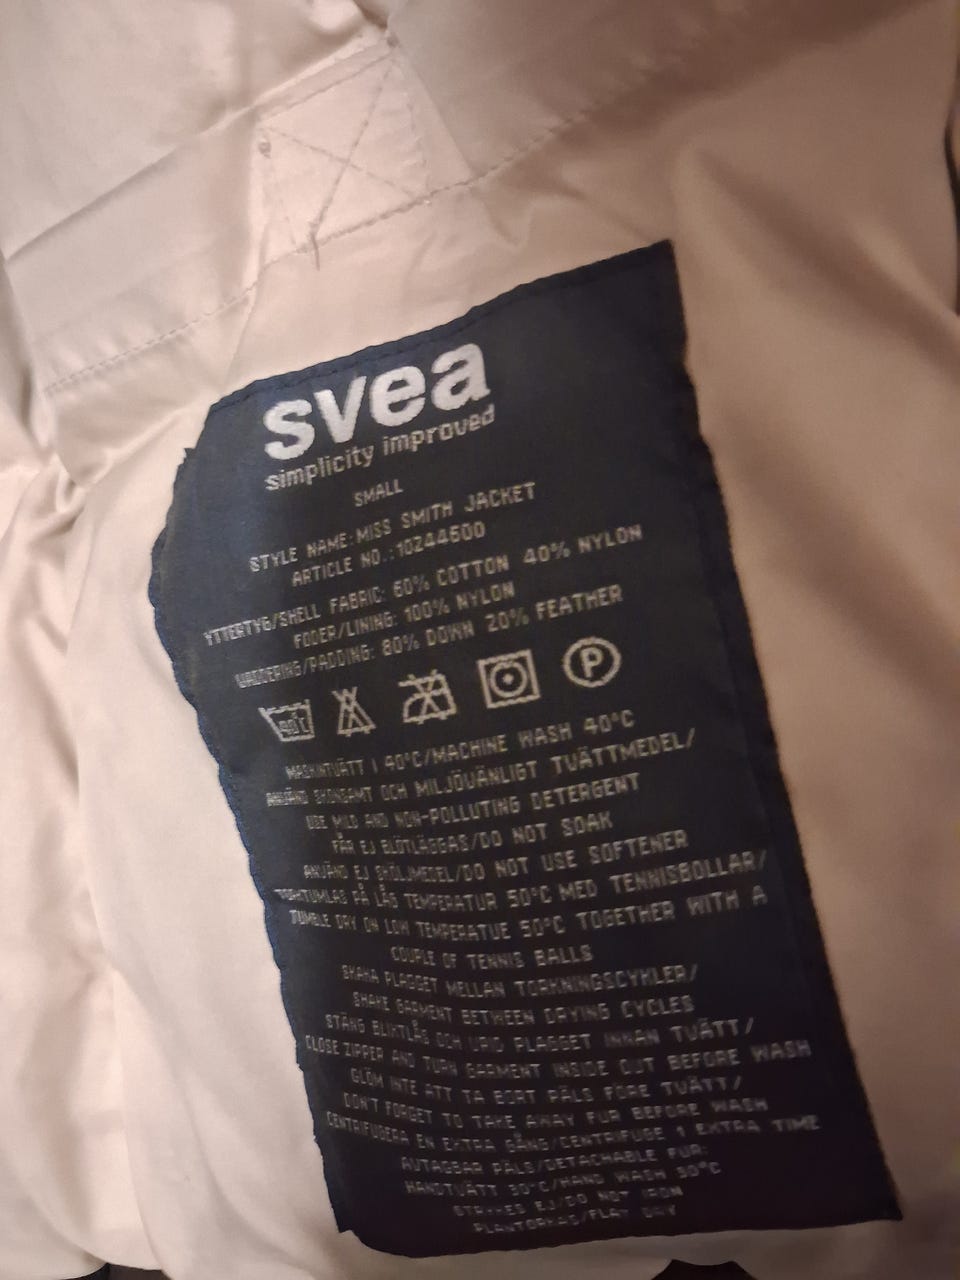 svea
simplicity improved
SMALL
STYLE NAME: MISS SMITH JACKET
ARTICLE NO.: 10244500
YTTERTYG/SHELL FABRIC: 60% COTTON 40% NYLON
FODER/LINING: 100% NYLON
VADDERING/PADDING: 80% DOWN 20% FEATHER
40°C
P
MASKINTVÄTT I 40°C/MACHINE WASH 40°C
ANVÄND SKONSAMT OCH MILJÖVÄNLIGT TVÄTTMEDEL/
USE MILD AND NON-POLLUTING DETERGENT
FÅR EJ BLÖTLÄGGAS/DO NOT SOAK
ANVÄND EJ SKÖLJMEDEL/DO NOT USE SOFTENER
TORKTUMLAS PÅ LÅG TEMPERATUR 50°C MED TENNISBOLLAR/
TUMBLE DRY ON LOW TEMPERATUE 50°C TOGETHER WITH A
COUPLE OF TENNIS BALLS
SKAKA PLAGGET MELLAN TORKNINGSCYKLER/
SHAKE GARMENT BETWEEN DRYING CYCLES
STÄNG BLIXTLÅS OCH VRID PLAGGET INNAN TVÄTT/
CLOSE ZIPPER AND TURN GARMENT INSIDE OUT BEFORE WASH
GLÖM INTE ATT TA BORT PÄLS FÖRE TVÄTT/
DON'T FORGET TO TAKE AWAY FUR BEFORE WASH
CENTRIFUGERA EN EXTRA GÅNG/CENTRIFUGE 1 EXTRA TIME
AVTAGBAR PÄLS/DETACHABLE FUR:
HANDTVÄTT 30°C/HAND WASH 30°C
STRYKES EJ/DO NOT IRON
PLANTORKAS/FLAT DRY